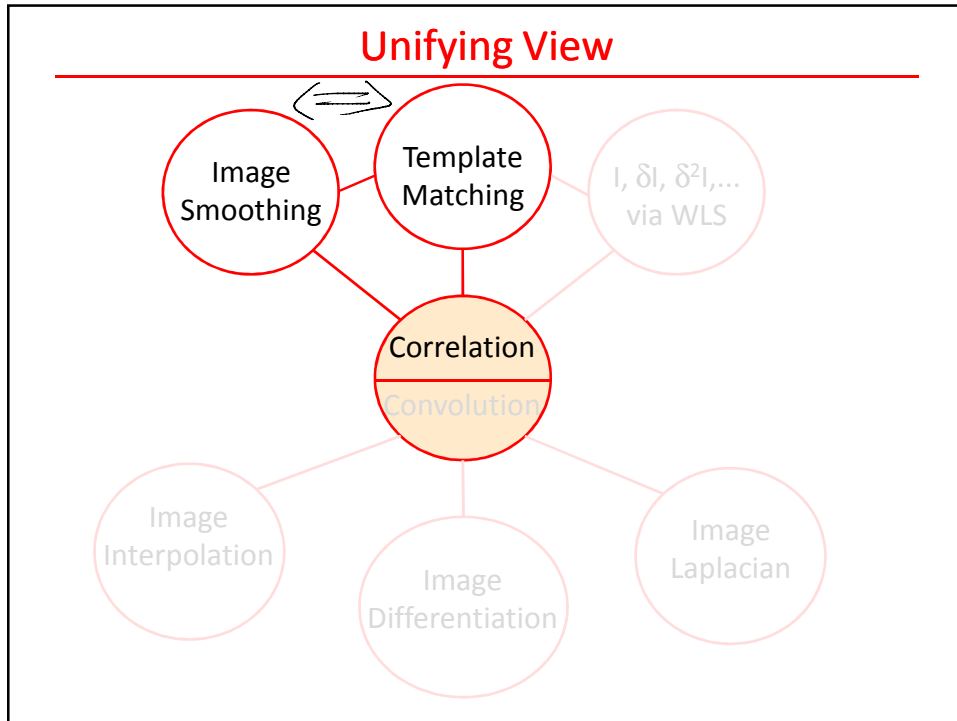 Unifying View
Image
Smoothing
Template
Matching
I, δI, δ²I,...
via WLS
Correlation
Convolution
Image
Interpolation
Image
Differentiation
Image
Laplacian